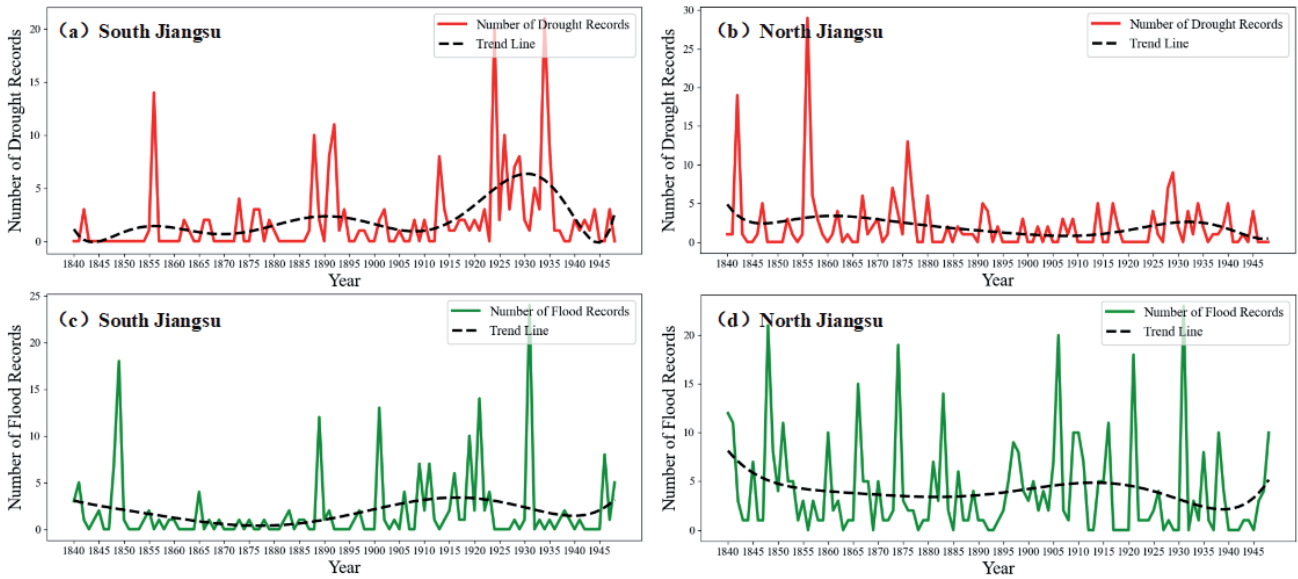 （a）South Jiangsu
Number of Drought Records
Trend Line
Number of Drought Records
20
15
10
5
0
1840 1845 1850 1855 1860 1865 1870 1875 1880 1885 1890 1895 1900 1905 1910 1915 1920 1925 1930 1935 1940 1945
Year
（b）North Jiangsu
Number of Drought Records
Trend Line
Number of Drought Records
30
25
20
15
10
5
0
1840 1845 1850 1855 1860 1865 1870 1875 1880 1885 1890 1895 1900 1905 1910 1915 1920 1925 1930 1935 1940 1945
Year
（c）South Jiangsu
Number of Flood Records
Trend Line
Number of Flood Records
25
20
15
10
5
0
1840 1845 1850 1855 1860 1865 1870 1875 1880 1885 1890 1895 1900 1905 1910 1915 1920 1925 1930 1935 1940 1945
Year
（d）North Jiangsu
Number of Flood Records
Trend Line
Number of Flood Records
20
15
10
5
0
1840 1845 1850 1855 1860 1865 1870 1875 1880 1885 1890 1895 1900 1905 1910 1915 1920 1925 1930 1935 1940 1945
Year